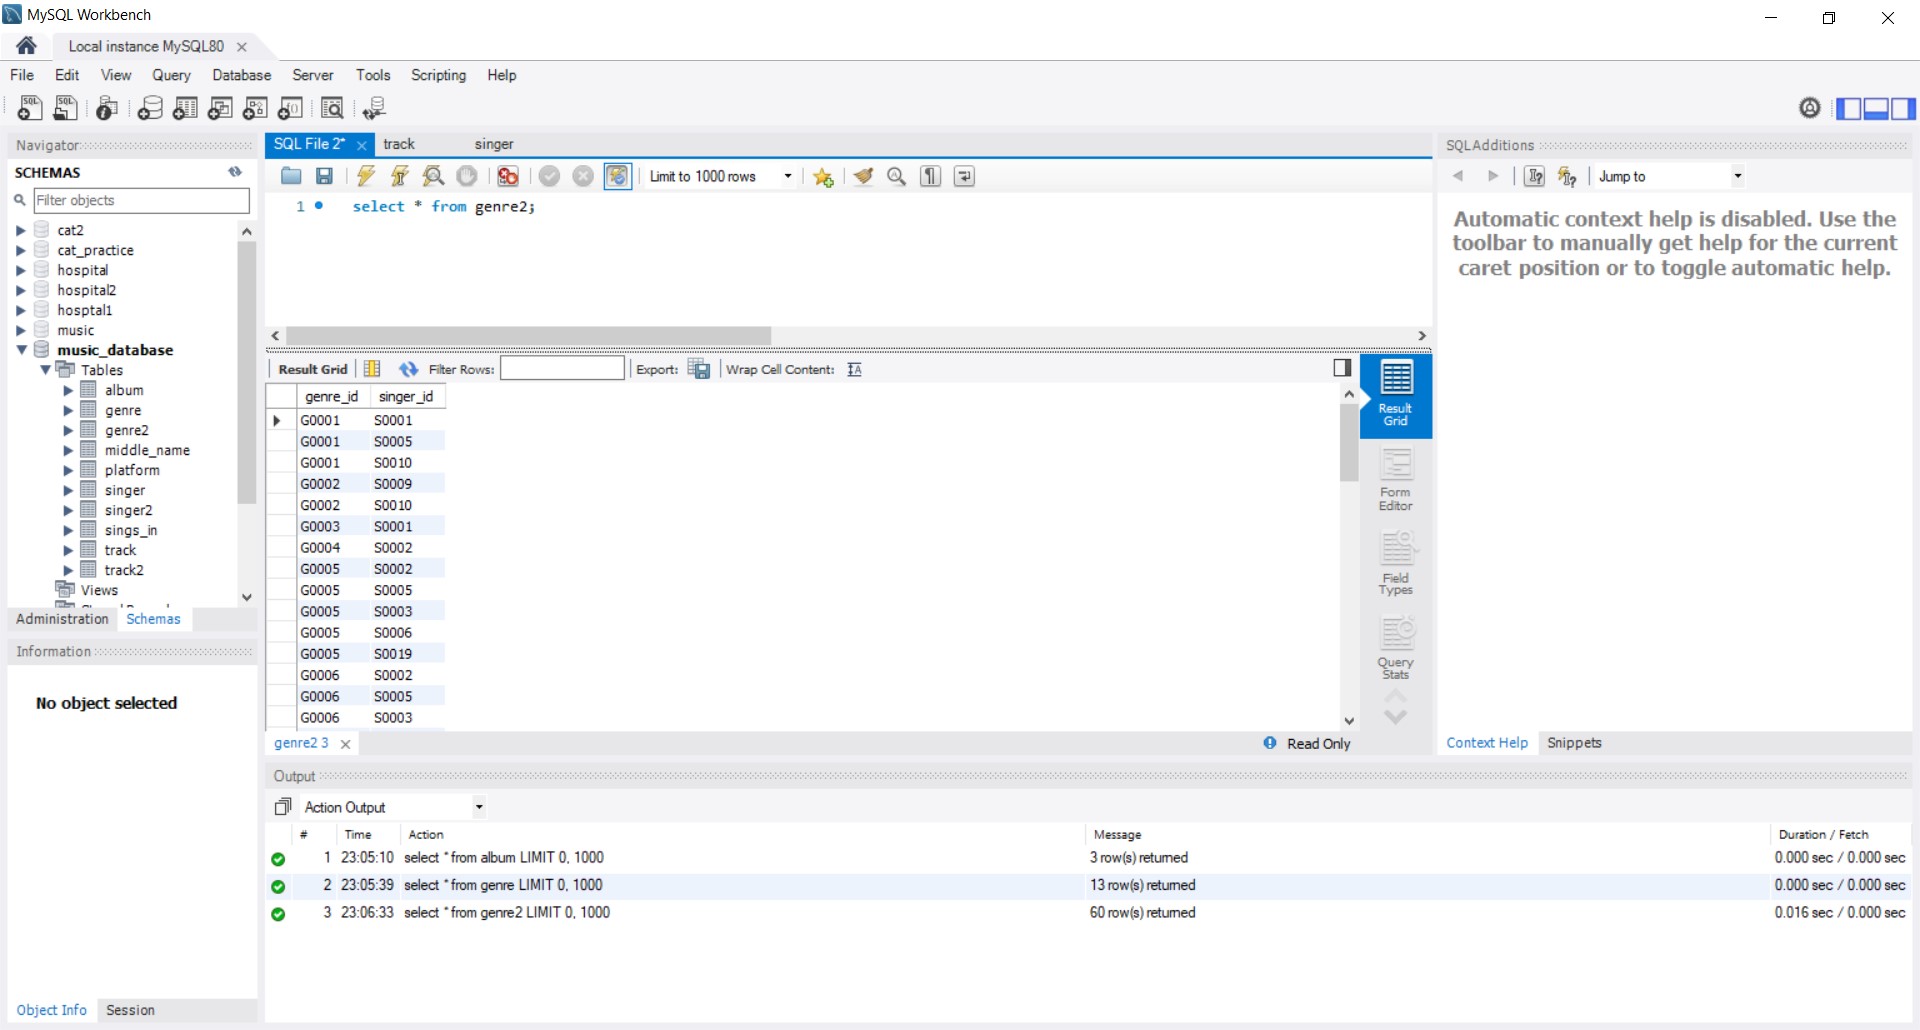 MySQL Workbench
Local instance MySQL80
File Edit View Query Database Server Tools Scripting Help
Navigator
SCHEMAS
Filter objects
cat2
cat_practice
hospital
hospital2
hosptal1
music
music_database
Tables
album
genre
genre2
middle_name
platform
singer
singer2
sings_in
track
track2
Views
Administration Schemas
Information
No object selected
Object Info Session
SQL File 2* track singer
Limit to 1000 rows
1 select * from genre2;
Result Grid Filter Rows: Export: Wrap Cell Content:
genre_id singer_id
G0001 S0001
G0001 S0005
G0001 S0010
G0002 S0009
G0002 S0010
G0003 S0001
G0004 S0002
G0005 S0002
G0005 S0005
G0005 S0003
G0005 S0006
G0005 S0019
G0006 S0002
G0006 S0005
G0006 S0003
Result
Grid
Form
Editor
Field
Types
Query
Stats
genre2 3 Read Only
SQLAdditions
Jump to
Automatic context help is disabled. Use the
toolbar to manually get help for the current
caret position or to toggle automatic help.
Context Help Snippets
Output
Action Output
# Time Action Message Duration / Fetch
1 23:05:10 select * from album LIMIT 0, 1000 3 row(s) returned 0.000 sec / 0.000 sec
2 23:05:39 select * from genre LIMIT 0, 1000 13 row(s) returned 0.000 sec / 0.000 sec
3 23:06:33 select * from genre2 LIMIT 0, 1000 60 row(s) returned 0.016 sec / 0.000 sec